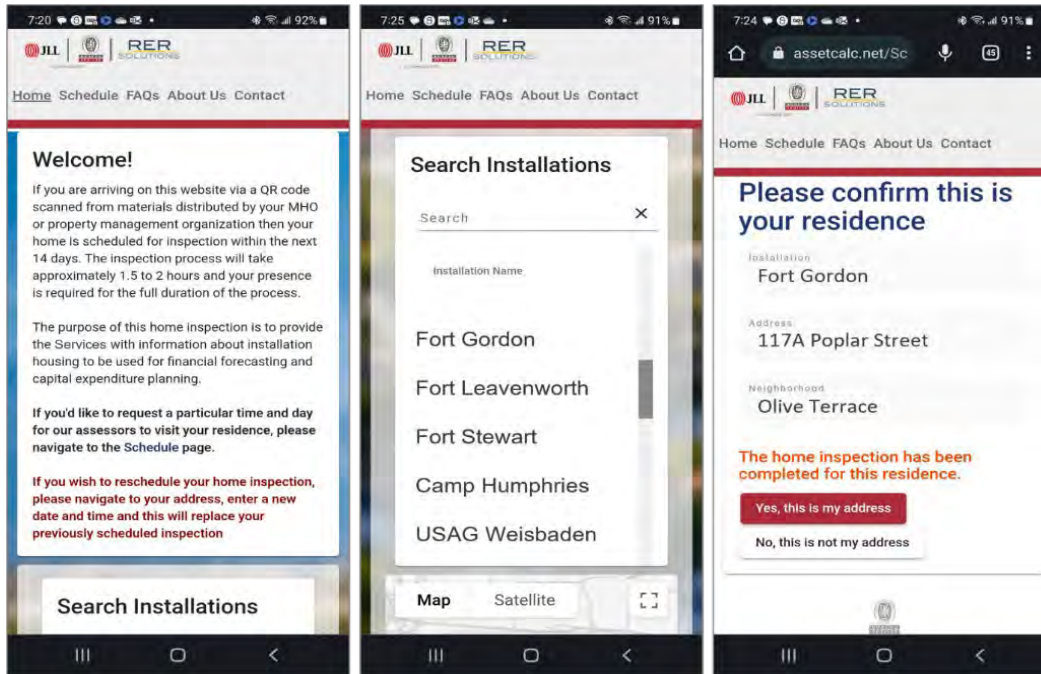 7:20
92%
JLL
RER
SOLUTIONS
Home Schedule FAQs About Us Contact
Welcome!
If you are arriving on this website via a QR code
scanned from materials distributed by your MHO
or property management organization then your
home is scheduled for inspection within the next
14 days. The inspection process will take
approximately 1.5 to 2 hours and your presence
is required for the full duration of the process.
The purpose of this home inspection is to provide
the Services with information about installation
housing to be used for financial forecasting and
capital expenditure planning.
If you'd like to request a particular time and day
for our assessors to visit your residence, please
navigate to the Schedule page.
If you wish to reschedule your home inspection,
please navigate to your address, enter a new
date and time and this will replace your
previously scheduled inspection
Search Installations
7:25
91%
JLL
RER
SOLUTIONS
Home Schedule FAQs About Us Contact
Search Installations
Search
Installation Name
Fort Gordon
Fort Leavenworth
Fort Stewart
Camp Humphries
USAG Weisbaden
Map Satellite
7:24
91%
assetcalc.net/Sc
45
JLL
RER
SOLUTIONS
Home Schedule FAQs About Us Contact
Please confirm this is
your residence
Installation
Fort Gordon
Address
117A Poplar Street
Neighborhood
Olive Terrace
The home inspection has been
completed for this residence.
Yes, this is my address
No, this is not my address